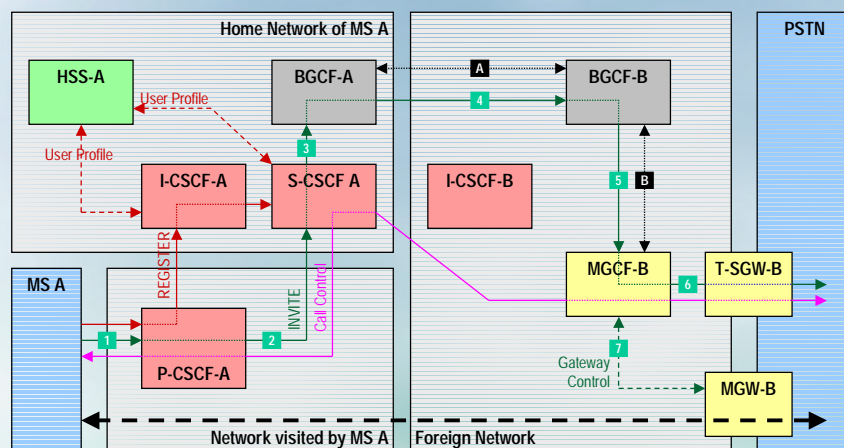 Home Network of MS A
PSTN
HSS-A
BGCF-A
A
BGCF-B
User Profile
4
3
User Profile
I-CSCF-A
S-CSCF A
I-CSCF-B
5
B
REGISTER
INVITE
Call Control
MS A
MGCF-B
T-SGW-B
6
1
2
P-CSCF-A
7
Gateway
Control
MGW-B
Network visited by MS A
Foreign Network